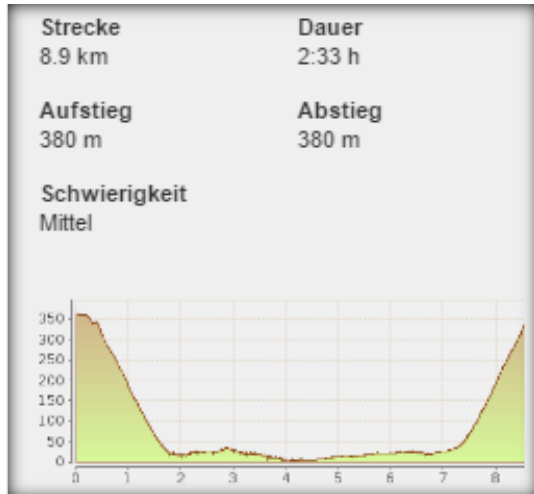 Strecke Dauer
8.9 km 2:33 h
Aufstieg Abstieg
380 m 380 m
Schwierigkeit
Mittel
350
300
250
200
150
100
50
0
0 1 2 3 4 5 6 7 8